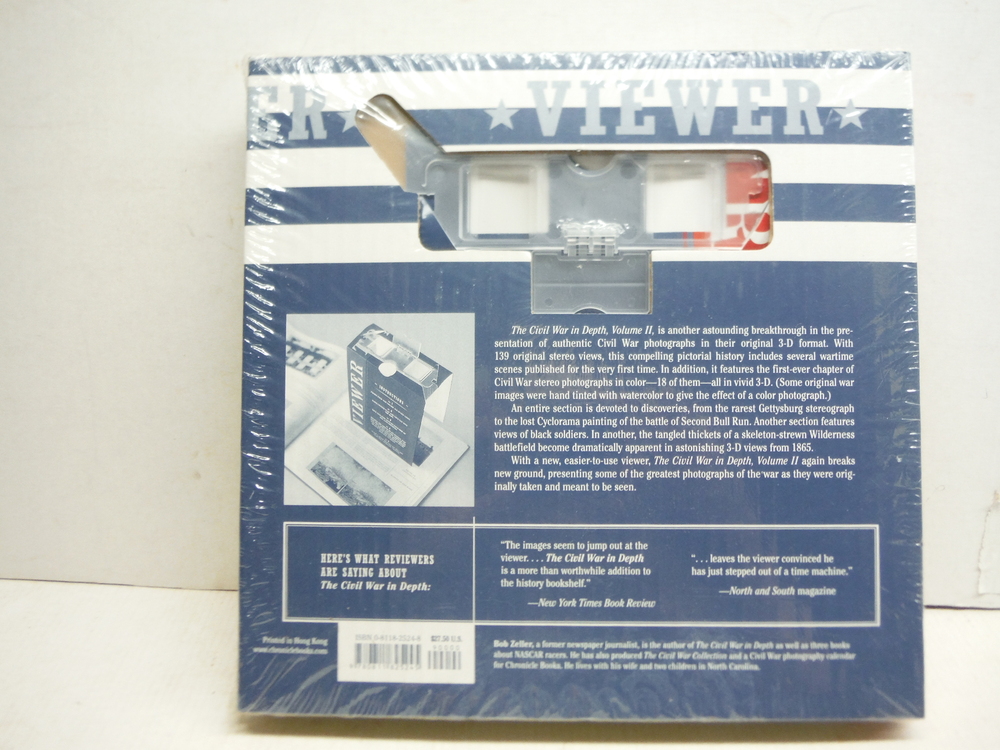 ER★ ★VIEWER★
VIEWER
The Civil War in Depth, Volume II, is another astounding breakthrough in the pre-
sentation of authentic Civil War photographs in their original 3-D format. With
139 original stereo views, this compelling pictorial history includes several wartime
scenes published for the very first time. In addition, it features the first-ever chapter of
Civil War stereo photographs in color—18 of them—all in vivid 3-D. (Some original war
images were hand tinted with watercolor to give the effect of a color photograph.)
An entire section is devoted to discoveries, from the rarest Gettysburg stereograph
to the lost Cyclorama painting of the battle of Second Bull Run. Another section features
views of black soldiers. In another, the tangled thickets of a skeleton-strewn Wilderness
battlefield become dramatically apparent in astonishing 3-D views from 1865.
With a new, easier-to-use viewer, The Civil War in Depth, Volume II again breaks
new ground, presenting some of the greatest photographs of the war as they were orig-
inally taken and meant to be seen.
HERE'S WHAT REVIEWERS
ARE SAYING ABOUT
The Civil War in Depth:
"The images seem to jump out at the
viewer. . . . The Civil War in Depth
is a more than worthwhile addition to
the history bookshelf."
—New York Times Book Review
". . . leaves the viewer convinced he
has just stepped out of a time machine."
—North and South magazine
Printed in Hong Kong
www.chroniclebooks.com
ISBN 0-8118-2524-6 $27.50 U.S.
Bob Zeller, a former newspaper journalist, is the author of The Civil War in Depth as well as three books
about NASCAR racers. He has also produced The Civil War Collection and a Civil War photography calendar
for Chronicle Books. He lives with his wife and two children in North Carolina.